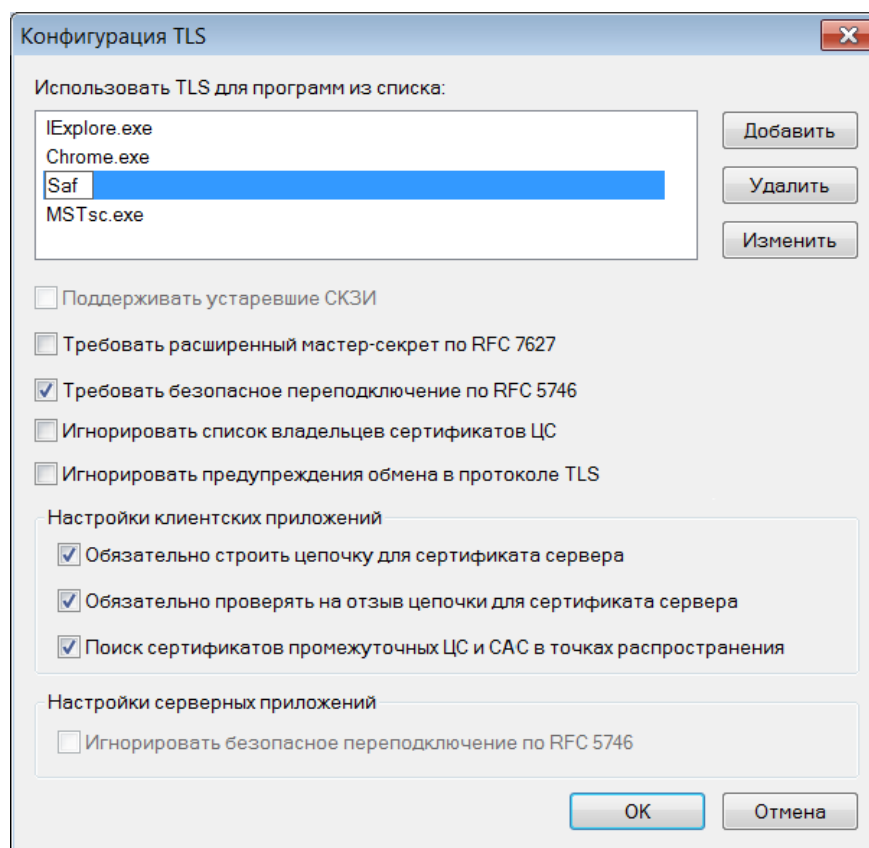 Конфигурация TLS
Использовать TLS для программ из списка:
IExplore.exe
Chrome.exe
Saf
MSTsc.exe
Добавить
Удалить
Изменить
Поддерживать устаревшие СКЗИ
Требовать расширенный мастер-секрет по RFC 7627
Требовать безопасное переподключение по RFC 5746
Игнорировать список владельцев сертификатов ЦС
Игнорировать предупреждения обмена в протоколе TLS
Настройки клиентских приложений
Обязательно строить цепочку для сертификата сервера
Обязательно проверять на отзыв цепочки для сертификата сервера
Поиск сертификатов промежуточных ЦС и САС в точках распространения
Настройки серверных приложений
Игнорировать безопасное переподключение по RFC 5746
OK
Отмена